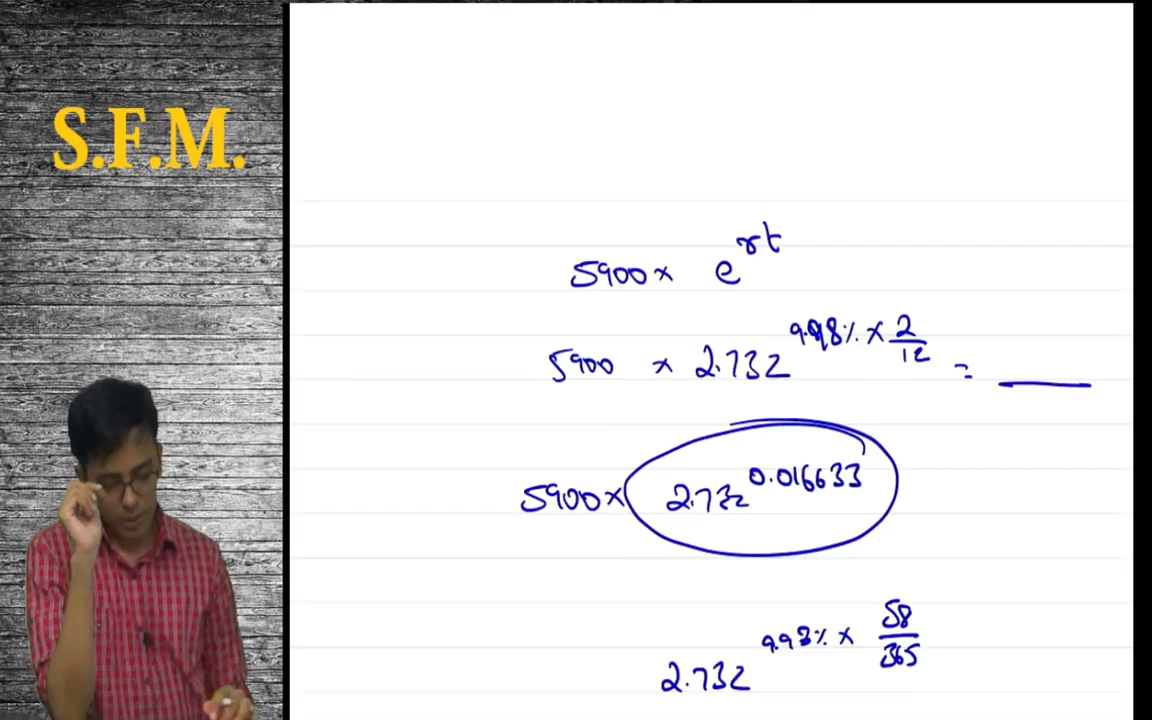 S.F.M.
5900 x e^rt
5900 x 2.732^9.98% x 2/12 = ____
5900 x 2.732^0.016633
2.732^9.98% x 58/365